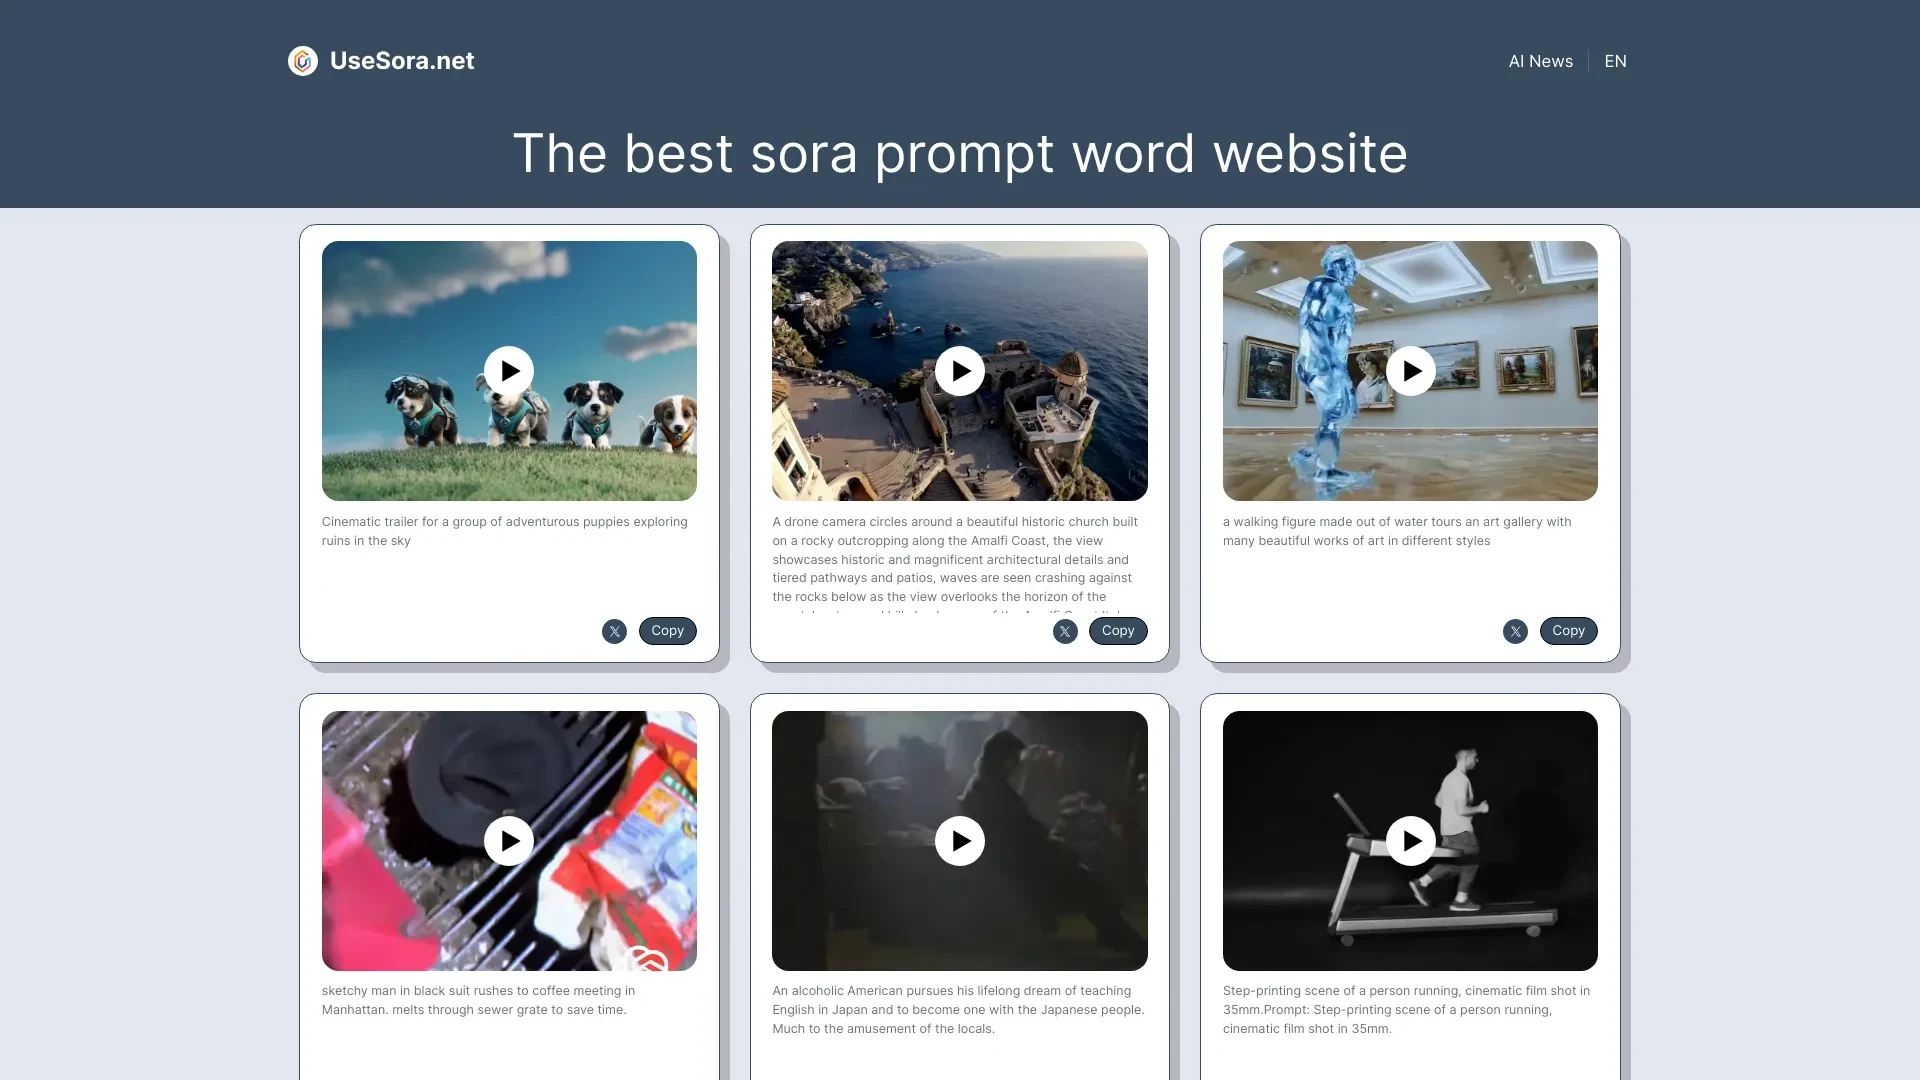 UseSora.net
AI News
EN
The best sora prompt word website
Cinematic trailer for a group of adventurous puppies exploring
ruins in the sky
𝕏
Copy
A drone camera circles around a beautiful historic church built
on a rocky outcropping along the Amalfi Coast, the view
showcases historic and magnificent architectural details and
tiered pathways and patios, waves are seen crashing against
the rocks below as the view overlooks the horizon of the
𝕏
Copy
a walking figure made out of water tours an art gallery with
many beautiful works of art in different styles
𝕏
Copy
sketchy man in black suit rushes to coffee meeting in
Manhattan. melts through sewer grate to save time.
An alcoholic American pursues his lifelong dream of teaching
English in Japan and to become one with the Japanese people.
Much to the amusement of the locals.
Step-printing scene of a person running, cinematic film shot in
35mm.Prompt: Step-printing scene of a person running,
cinematic film shot in 35mm.